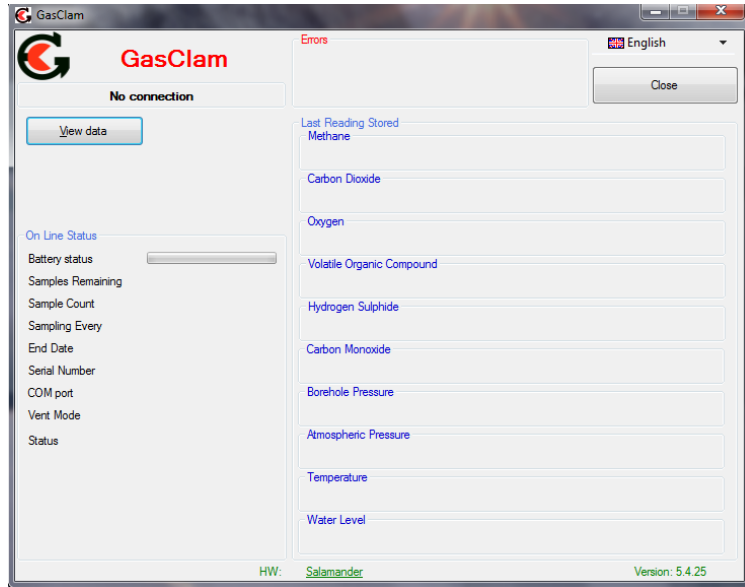 GasClam
GasClam
No connection
Errors
English
Close
View data
Last Reading Stored
Methane
Carbon Dioxide
Oxygen
Volatile Organic Compound
Hydrogen Sulphide
Carbon Monoxide
Borehole Pressure
Atmospheric Pressure
Temperature
Water Level
On Line Status
Battery status
Samples Remaining
Sample Count
Sampling Every
End Date
Serial Number
COM port
Vent Mode
Status
HW:
Salamander
Version: 5.4.25